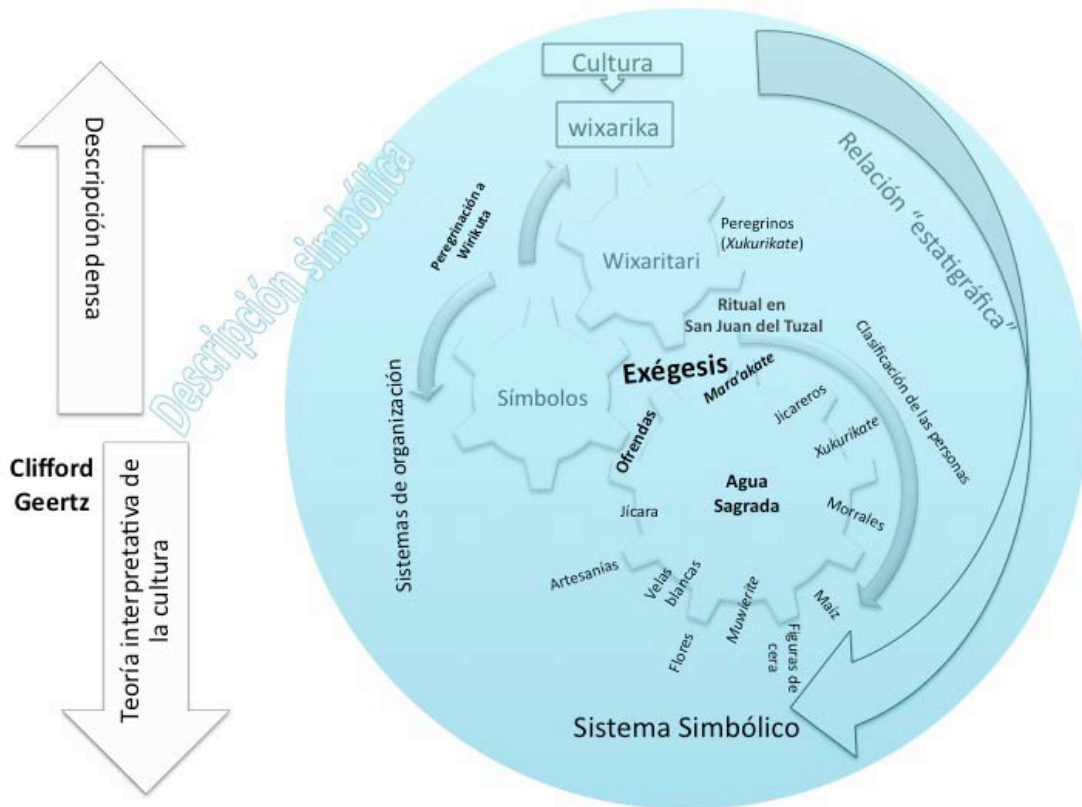 Cultura
wixarika
Descripción densa
Descripción simbólica
Relación "estatigráfica"
Peregrinación a
Wirikuta
Peregrinos
(Xukurikate)
Wixaritari
Ritual en
San Juan del Tuzal
Clasificación de las personas
Exégesis
Mara'akate
Símbolos
Sistemas de organización
Jicareros
Xukurikate
Ofrendas
Clifford
Geertz
Teoría interpretativa de
la cultura
Agua
Sagrada
Jícara
Morrales
Artesanías
Velas
blancas
Flores
Muwierite
Figuras de
cera
Maíz
Sistema Simbólico